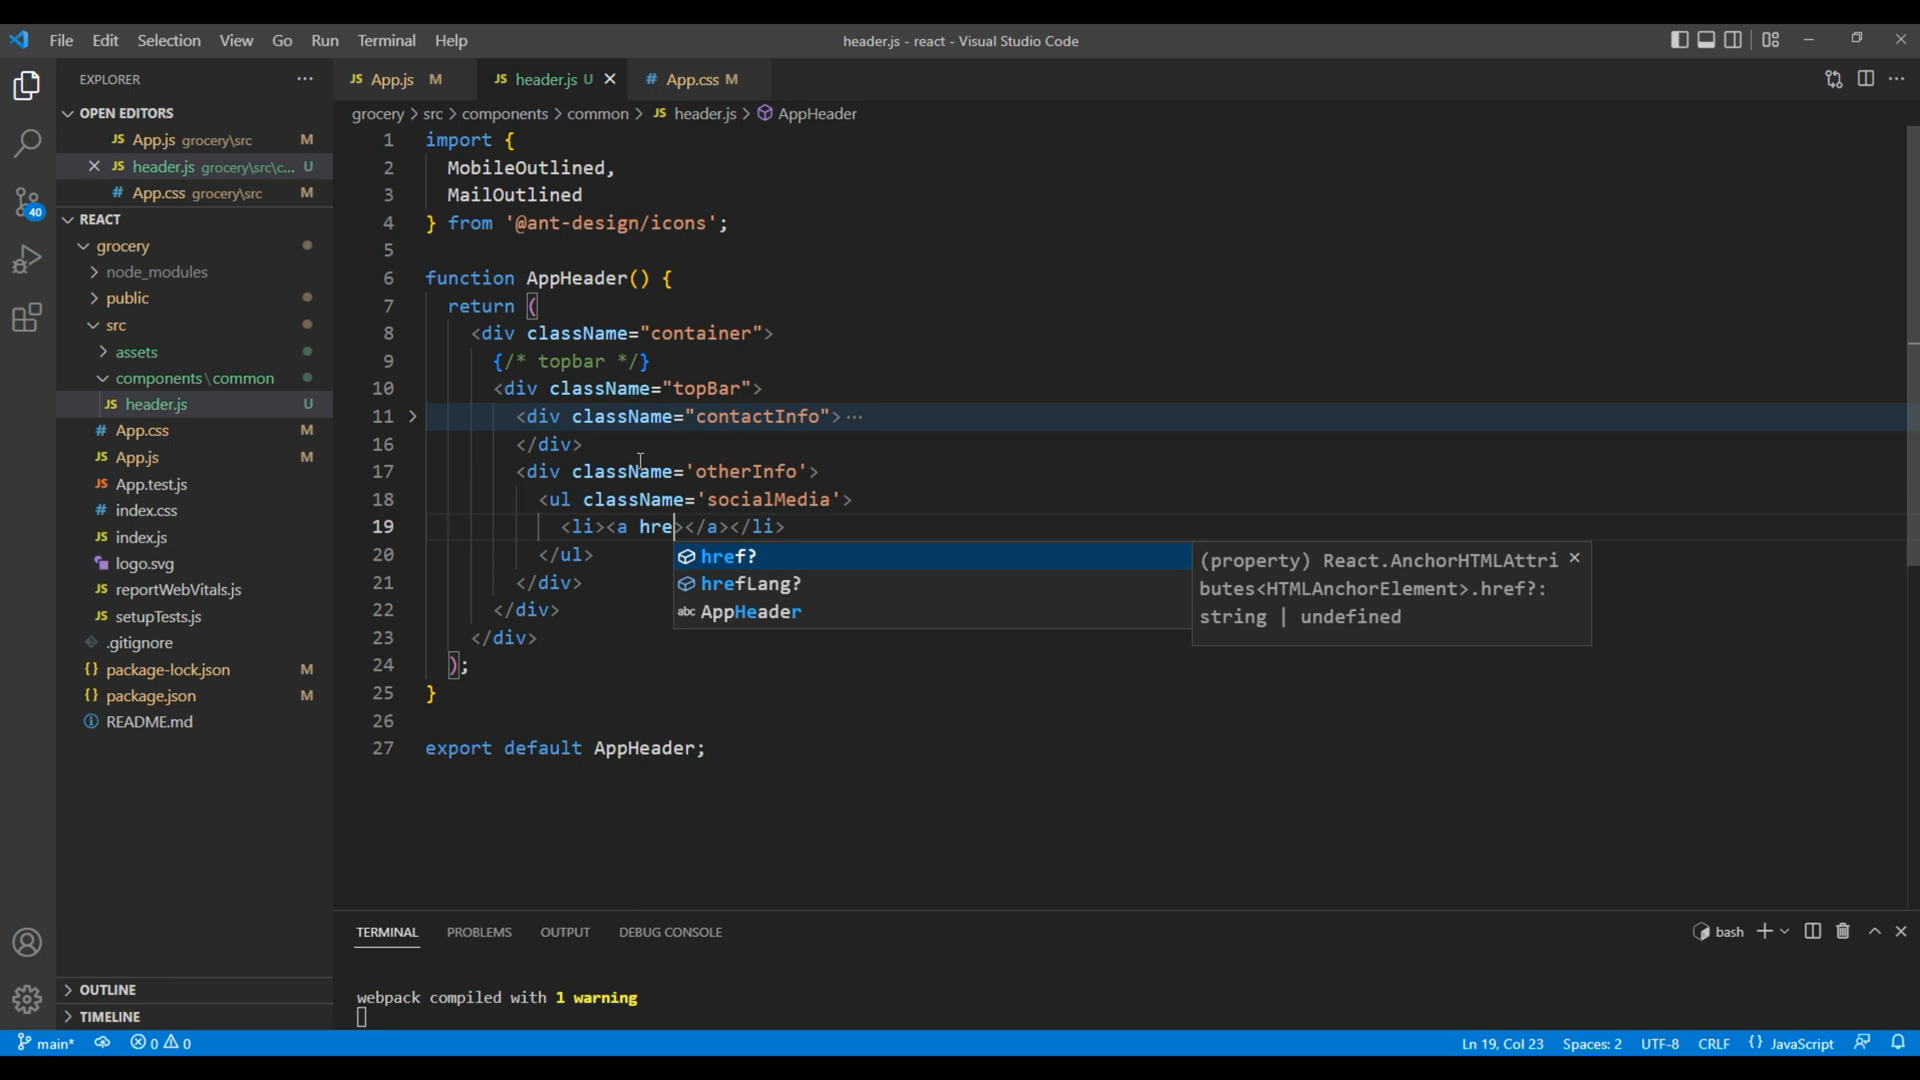 File Edit Selection View Go Run Terminal Help
header.js - react - Visual Studio Code
EXPLORER
OPEN EDITORS
JS App.js grocery\src M
JS header.js grocery\src\c... U
# App.css grocery\src M
REACT
grocery
node_modules
public
src
assets
components\common
JS header.js U
# App.css M
JS App.js M
JS App.test.js
# index.css
JS index.js
logo.svg
JS reportWebVitals.js
JS setupTests.js
.gitignore
{} package-lock.json M
{} package.json M
README.md
OUTLINE
TIMELINE
40
JS App.js M
JS header.js U
# App.css M
grocery > src > components > common > JS header.js > AppHeader
1 import {
2 MobileOutlined,
3 MailOutlined
4 } from '@ant-design/icons';
5
6 function AppHeader() {
7 return (
8 <div className="container">
9 {/* topbar */}
10 <div className="topBar">
11 <div className="contactInfo">···
16 </div>
17 <div className='otherInfo'>
18 <ul className='socialMedia'>
19 <li><a hre></a></li>
20 </ul>
21 </div>
22 </div>
23 </div>
24 );
25 }
26
27 export default AppHeader;
href?
hrefLang?
abc AppHeader
(property) React.AnchorHTMLAttri
butes<HTMLAnchorElement>.href?:
string | undefined
TERMINAL PROBLEMS OUTPUT DEBUG CONSOLE
bash
webpack compiled with 1 warning
main* 0 0
Ln 19, Col 23 Spaces: 2 UTF-8 CRLF {} JavaScript